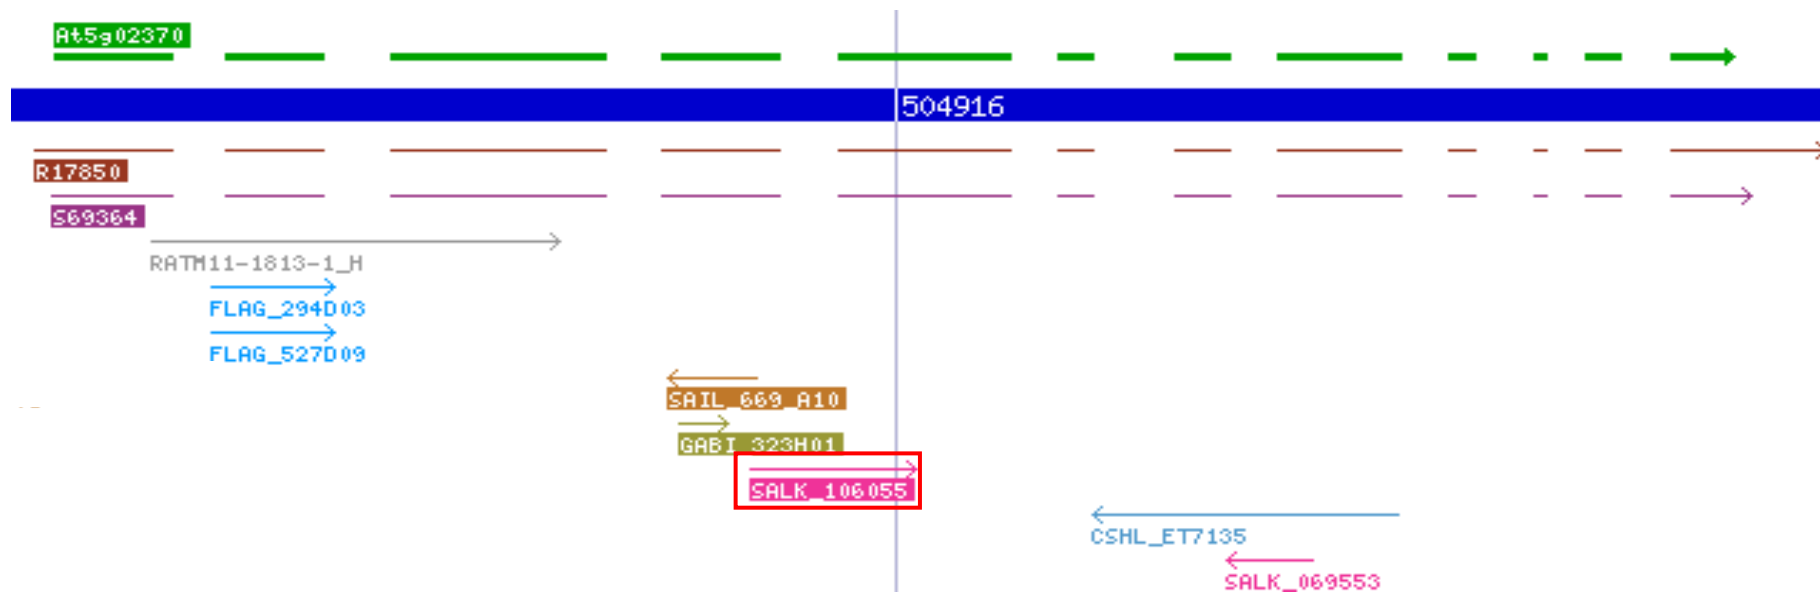 At5g02370
504916
R17850
S69364
RATM11-1813-1_H
FLAG_294D03
FLAG_527D09
SAIL_669_A10
GABI_323H01
SALK_106055
CSHL_ET7135
SALK_069553